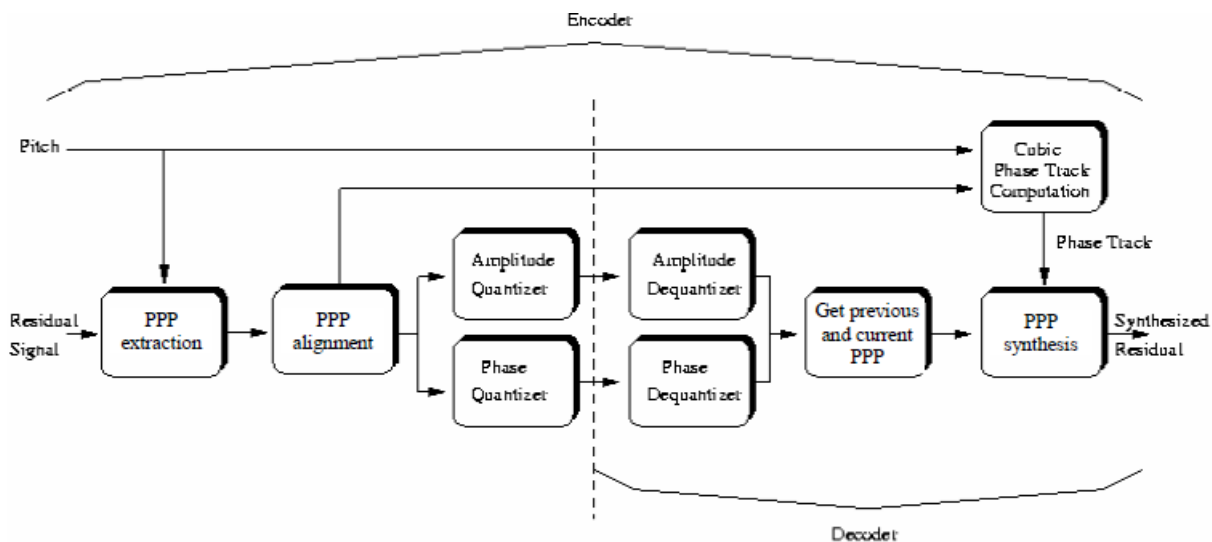 Encoder
Pitch
Cubic
Phase Track
Computation
Phase Track
Amplitude
Quantizer
Amplitude
Dequantizer
Residual
Signal
PPP
extraction
PPP
alignment
Phase
Quantizer
Phase
Dequantizer
Get previous
and current
PPP
PPP
synthesis
Synthesized
Residual
Decoder